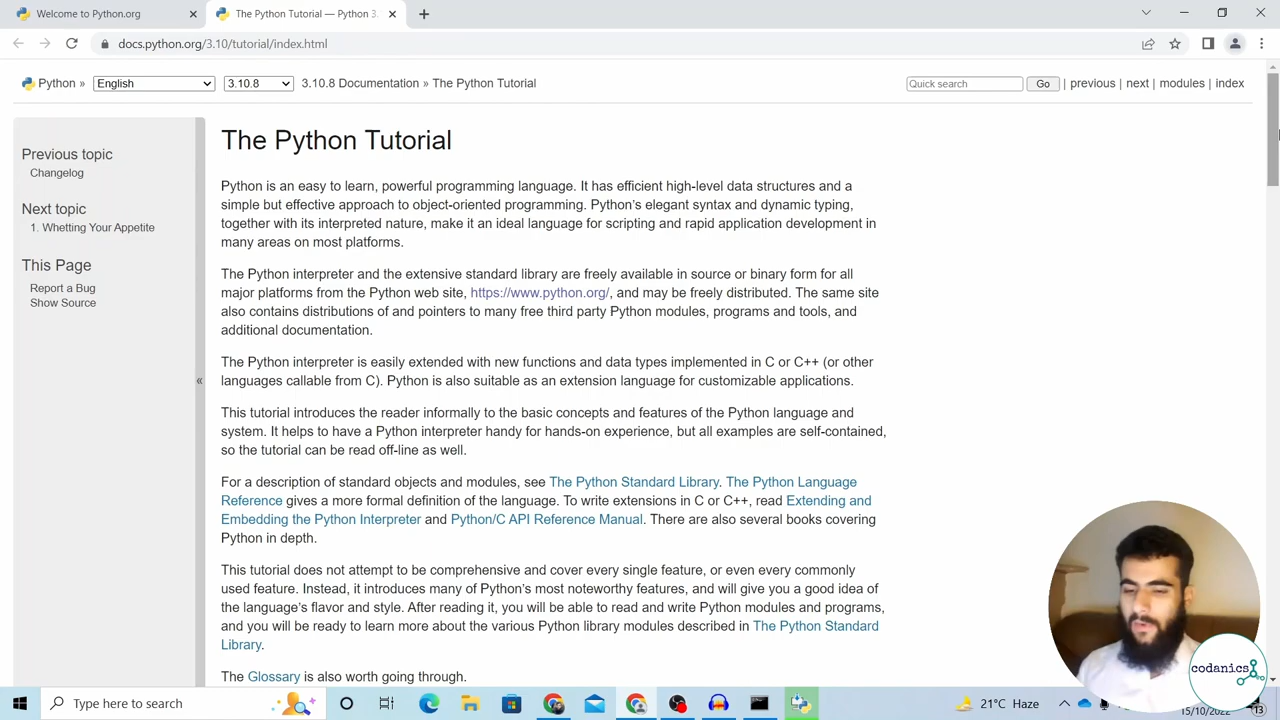 Welcome to Python.org
The Python Tutorial — Python 3.
docs.python.org/3.10/tutorial/index.html
Python » English 3.10.8 3.10.8 Documentation » The Python Tutorial Quick search Go | previous | next | modules | index
Previous topic
Changelog
Next topic
1. Whetting Your Appetite
This Page
Report a Bug
Show Source
«
The Python Tutorial
Python is an easy to learn, powerful programming language. It has efficient high-level data structures and a
simple but effective approach to object-oriented programming. Python’s elegant syntax and dynamic typing,
together with its interpreted nature, make it an ideal language for scripting and rapid application development in
many areas on most platforms.
The Python interpreter and the extensive standard library are freely available in source or binary form for all
major platforms from the Python web site, https://www.python.org/, and may be freely distributed. The same site
also contains distributions of and pointers to many free third party Python modules, programs and tools, and
additional documentation.
The Python interpreter is easily extended with new functions and data types implemented in C or C++ (or other
languages callable from C). Python is also suitable as an extension language for customizable applications.
This tutorial introduces the reader informally to the basic concepts and features of the Python language and
system. It helps to have a Python interpreter handy for hands-on experience, but all examples are self-contained,
so the tutorial can be read off-line as well.
For a description of standard objects and modules, see The Python Standard Library. The Python Language
Reference gives a more formal definition of the language. To write extensions in C or C++, read Extending and
Embedding the Python Interpreter and Python/C API Reference Manual. There are also several books covering
Python in depth.
This tutorial does not attempt to be comprehensive and cover every single feature, or even every commonly
used feature. Instead, it introduces many of Python’s most noteworthy features, and will give you a good idea of
the language’s flavor and style. After reading it, you will be able to read and write Python modules and programs,
and you will be ready to learn more about the various Python library modules described in The Python Standard
Library.
The Glossary is also worth going through.
codanics
Type here to search
21°C Haze
15/10/2022
13